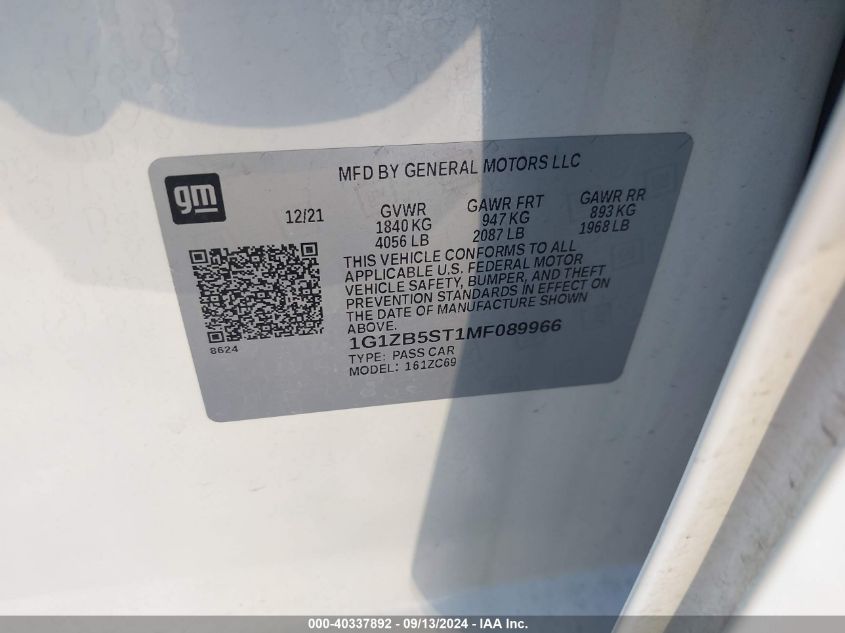 MFD BY GENERAL MOTORS LLC
gm
12/21
GVWR
1840 KG
4056 LB
GAWR FRT
947 KG
2087 LB
GAWR RR
893 KG
1968 LB
THIS VEHICLE CONFORMS TO ALL
APPLICABLE U.S. FEDERAL MOTOR
VEHICLE SAFETY, BUMPER, AND THEFT
PREVENTION STANDARDS IN EFFECT ON
THE DATE OF MANUFACTURE SHOWN
ABOVE.
8624
1G1ZB5ST1MF089966
TYPE: PASS CAR
MODEL: 161ZC69
000-40337892 - 09/13/2024 - IAA Inc.